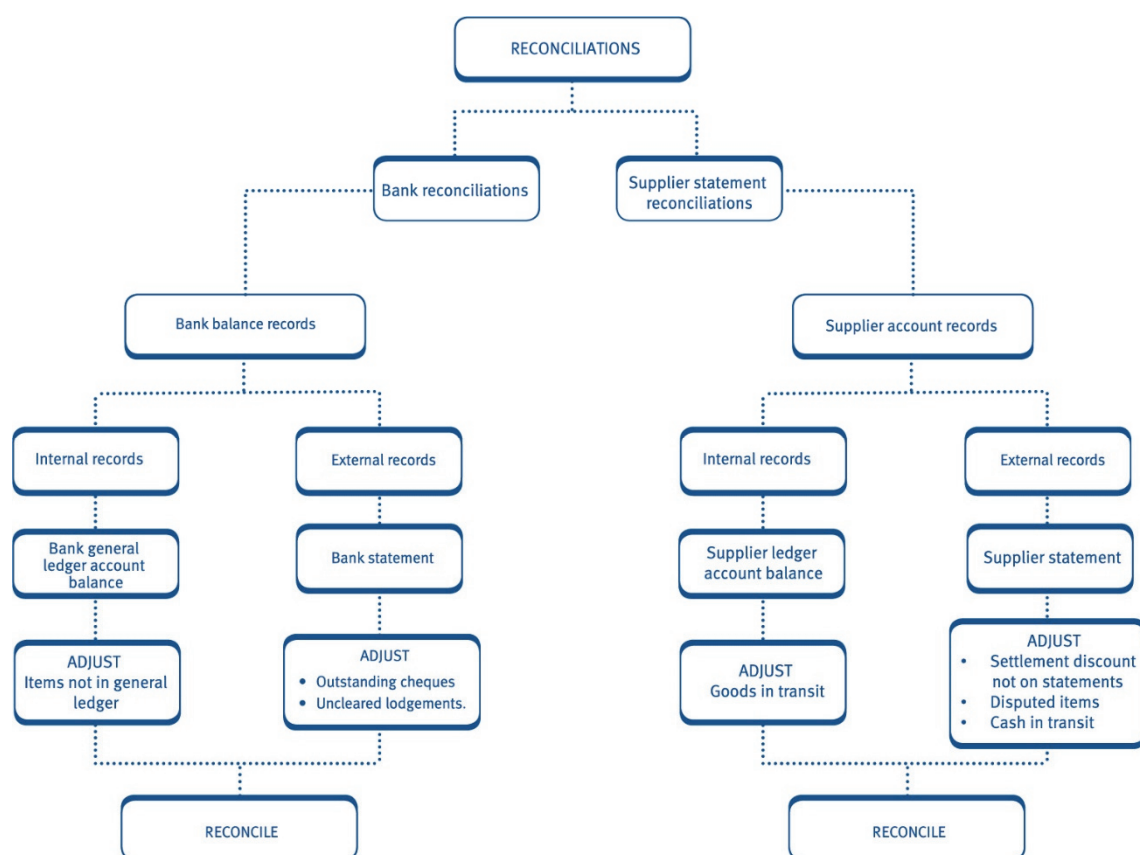 RECONCILIATIONS
Bank reconciliations
Supplier statement
reconciliations
Bank balance records
Supplier account records
Internal records
External records
Internal records
External records
Bank general
ledger account
balance
Bank statement
Supplier ledger
account balance
Supplier statement
ADJUST
Items not in general
ledger
ADJUST
• Outstanding cheques
• Uncleared lodgements.
ADJUST
Goods in transit
ADJUST
• Settlement discount
not on statements
• Disputed items
• Cash in transit
RECONCILE
RECONCILE